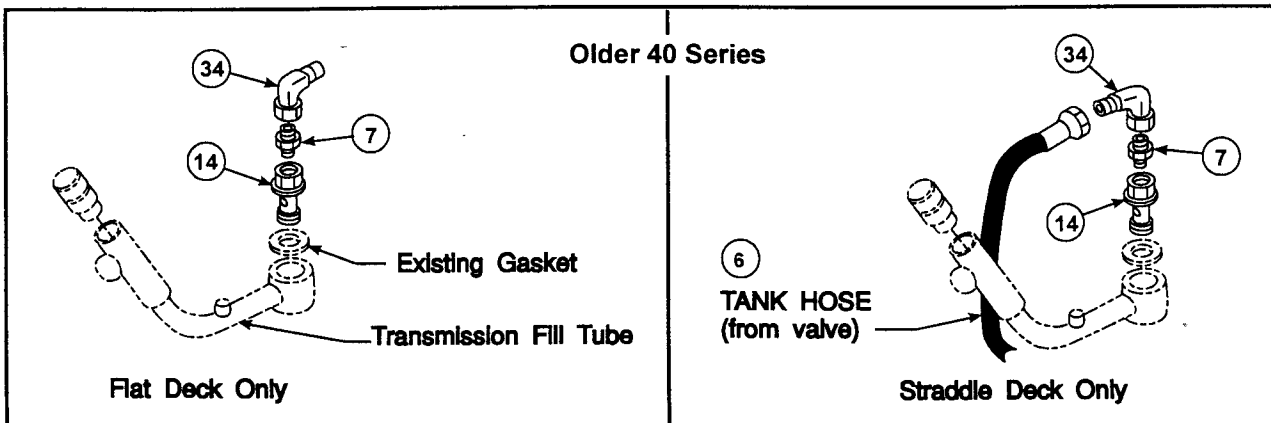 Older 40 Series
34
7
14
Existing Gasket
Transmission Fill Tube
Flat Deck Only
34
7
14
6
TANK HOSE
(from valve)
Straddle Deck Only